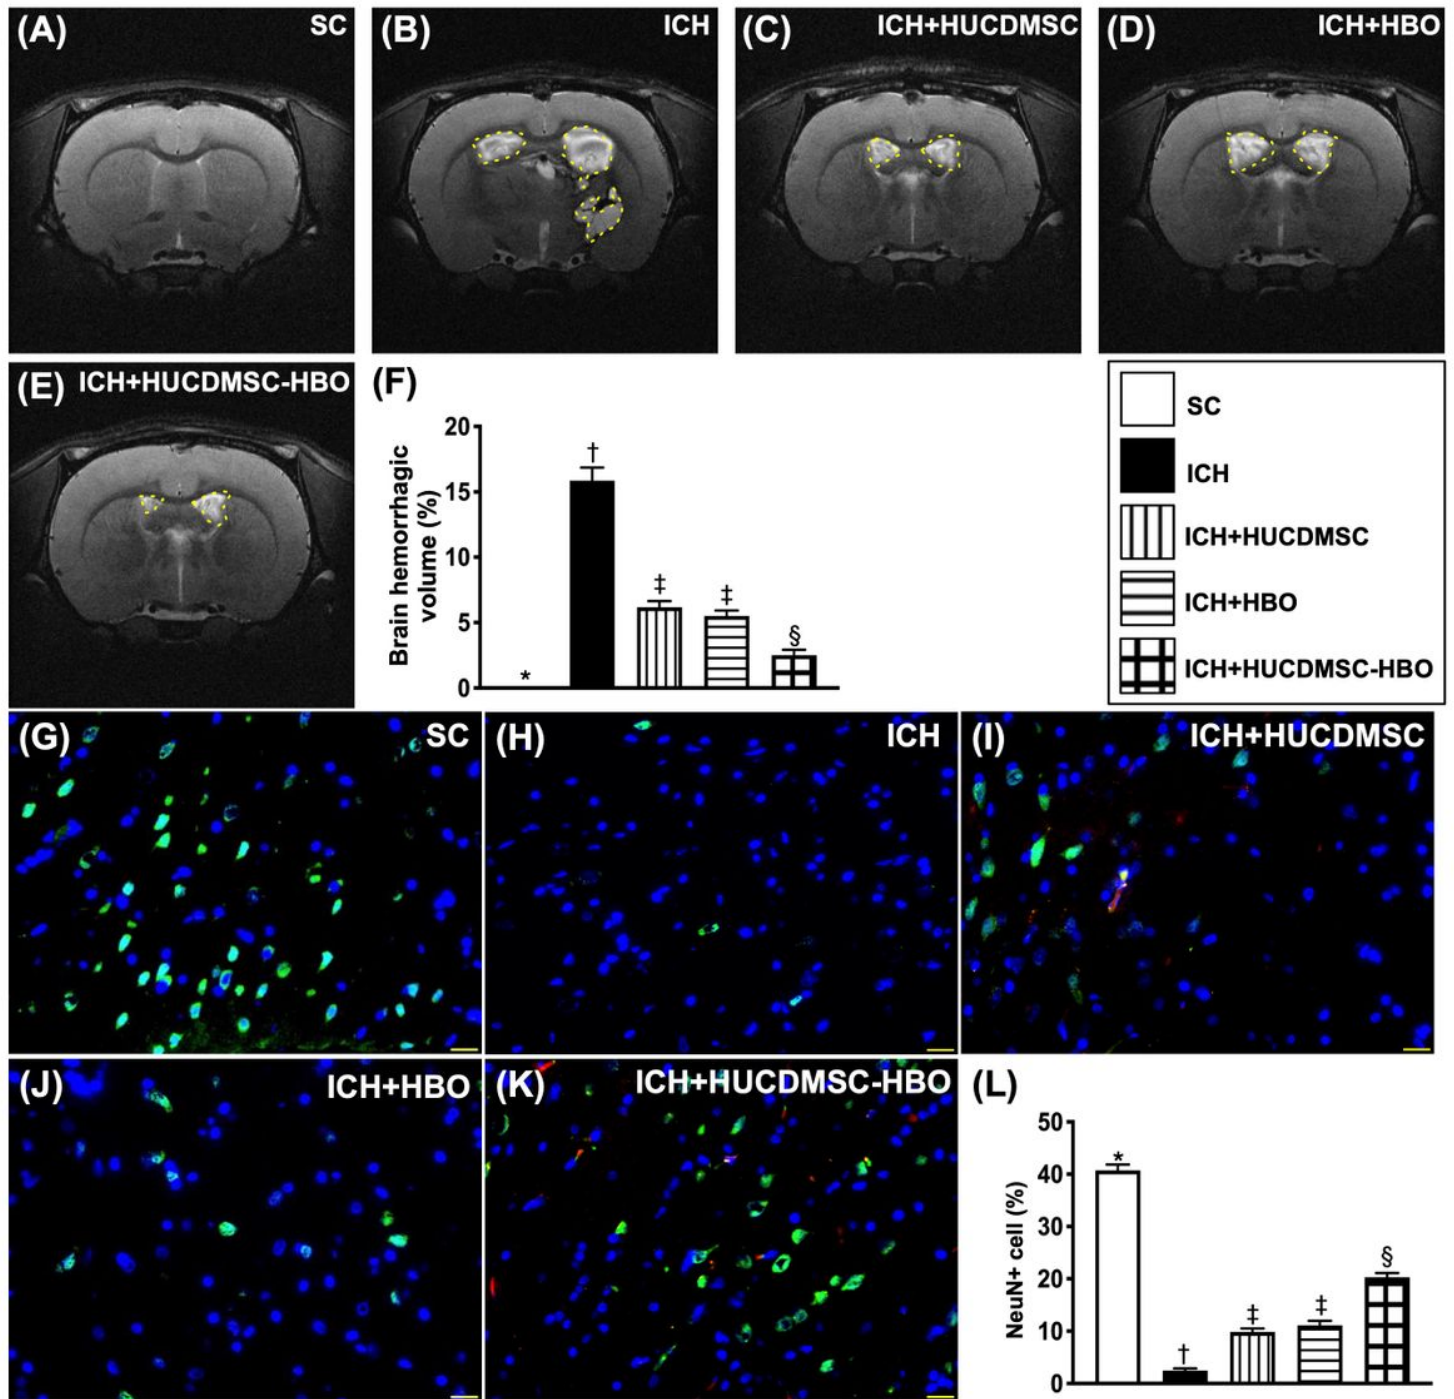 (A) SC
(B) ICH
(C) ICH+HUCDMSC
(D) ICH+HBO
(E) ICH+HUCDMSC-HBO
(F)
Brain hemorrhagic
volume (%)
20
15
10
5
0
*
†
‡
‡
§
SC
ICH
ICH+HUCDMSC
ICH+HBO
ICH+HUCDMSC-HBO
(G) SC
(H) ICH
(I) ICH+HUCDMSC
(J) ICH+HBO
(K) ICH+HUCDMSC-HBO
(L)
NeuN+ cell (%)
50
40
30
20
10
0
*
†
‡
‡
§